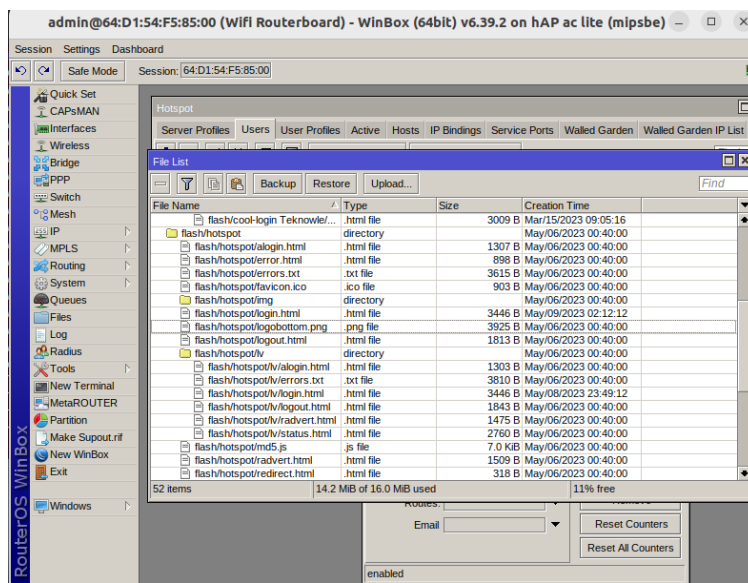 admin@64:D1:54:F5:85:00 (Wifi Routerboard) - WinBox (64bit) v6.39.2 on hAP ac lite (mipsbe)
Session Settings Dashboard
Safe Mode Session: 64:D1:54:F5:85:00
Quick Set
CAPsMAN
Interfaces
Wireless
Bridge
PPP
Switch
Mesh
IP
MPLS
Routing
System
Queues
Files
Log
Radius
Tools
New Terminal
MetaROUTER
Partition
Make Supout.rif
New WinBox
Exit
Windows
RouterOS WinBox
Hotspot
Server Profiles Users User Profiles Active Hosts IP Bindings Service Ports Walled Garden Walled Garden IP List
File List
Backup Restore Upload... Find
File Name Type Size Creation Time
flash/cool-login Teknowle/... .html file 3009 B Mar/15/2023 09:05:16
flash/hotspot directory May/06/2023 00:40:00
flash/hotspot/alogin.html .html file 1307 B May/06/2023 00:40:00
flash/hotspot/error.html .html file 898 B May/06/2023 00:40:00
flash/hotspot/errors.txt .txt file 3615 B May/06/2023 00:40:00
flash/hotspot/favicon.ico .ico file 903 B May/06/2023 00:40:00
flash/hotspot/img directory May/06/2023 00:40:00
flash/hotspot/login.html .html file 3446 B May/09/2023 02:12:12
flash/hotspot/logobottom.png .png file 3925 B May/06/2023 00:40:00
flash/hotspot/logout.html .html file 1813 B May/06/2023 00:40:00
flash/hotspot/lv directory May/06/2023 00:40:00
flash/hotspot/lv/alogin.html .html file 1303 B May/06/2023 00:40:00
flash/hotspot/lv/errors.txt .txt file 3810 B May/06/2023 00:40:00
flash/hotspot/lv/login.html .html file 3446 B May/08/2023 23:49:12
flash/hotspot/lv/logout.html .html file 1843 B May/06/2023 00:40:00
flash/hotspot/lv/radvert.html .html file 1475 B May/06/2023 00:40:00
flash/hotspot/lv/status.html .html file 2760 B May/06/2023 00:40:00
flash/hotspot/md5.js .js file 7.0 KiB May/06/2023 00:40:00
flash/hotspot/radvert.html .html file 1509 B May/06/2023 00:40:00
flash/hotspot/redirect.html .html file 318 B May/06/2023 00:40:00
52 items 14.2 MiB of 16.0 MiB used 11% free
Routes:
Email Reset Counters
Reset All Counters
enabled